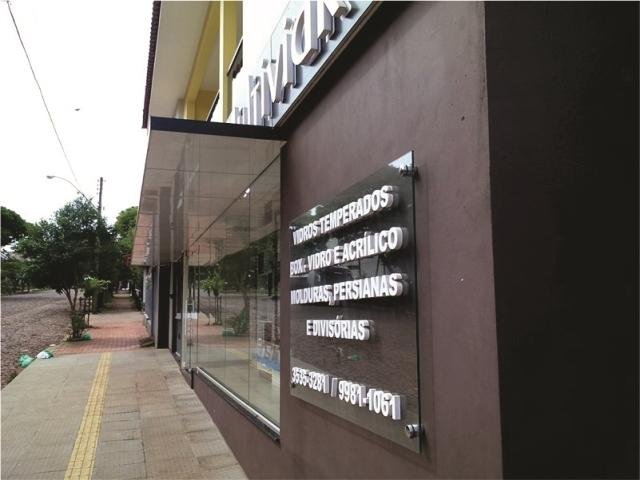 VIDROS TEMPERADOS
BOX - VIDRO E ACRÍLICO
MOLDURAS, PERSIANAS
E DIVISÓRIAS
3535-3281 / 9981-1061